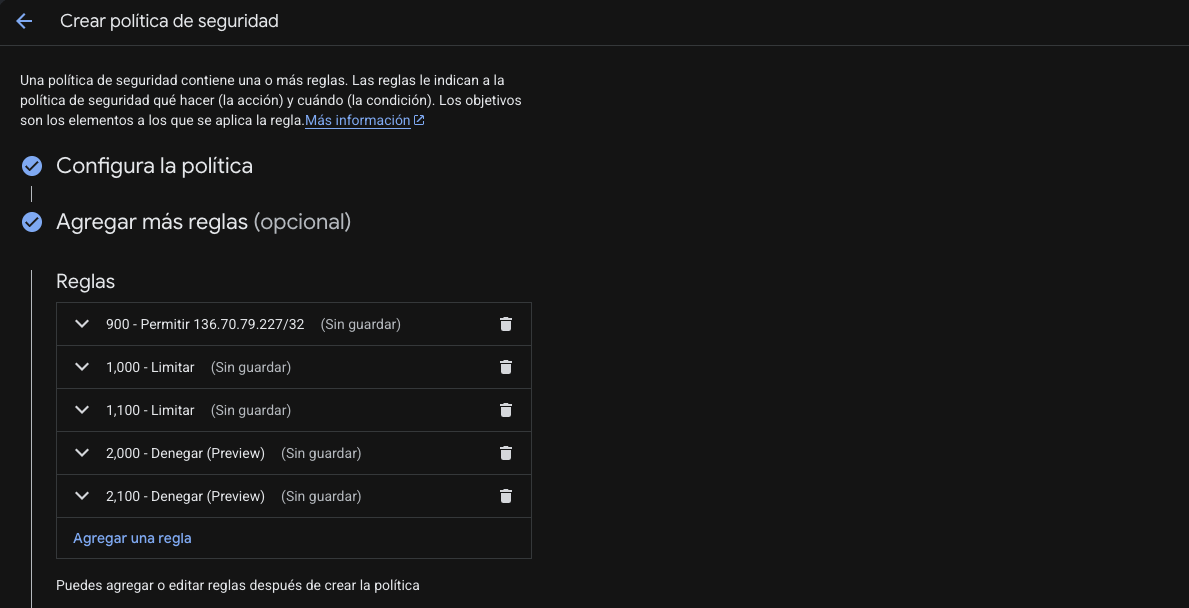 Crear política de seguridad
Una política de seguridad contiene una o más reglas. Las reglas le indican a la
política de seguridad qué hacer (la acción) y cuándo (la condición). Los objetivos
son los elementos a los que se aplica la regla.Más información
Configura la política
Agregar más reglas (opcional)
Reglas
900 - Permitir 136.70.79.227/32 (Sin guardar)
1,000 - Limitar (Sin guardar)
1,100 - Limitar (Sin guardar)
2,000 - Denegar (Preview) (Sin guardar)
2,100 - Denegar (Preview) (Sin guardar)
Agregar una regla
Puedes agregar o editar reglas después de crear la política